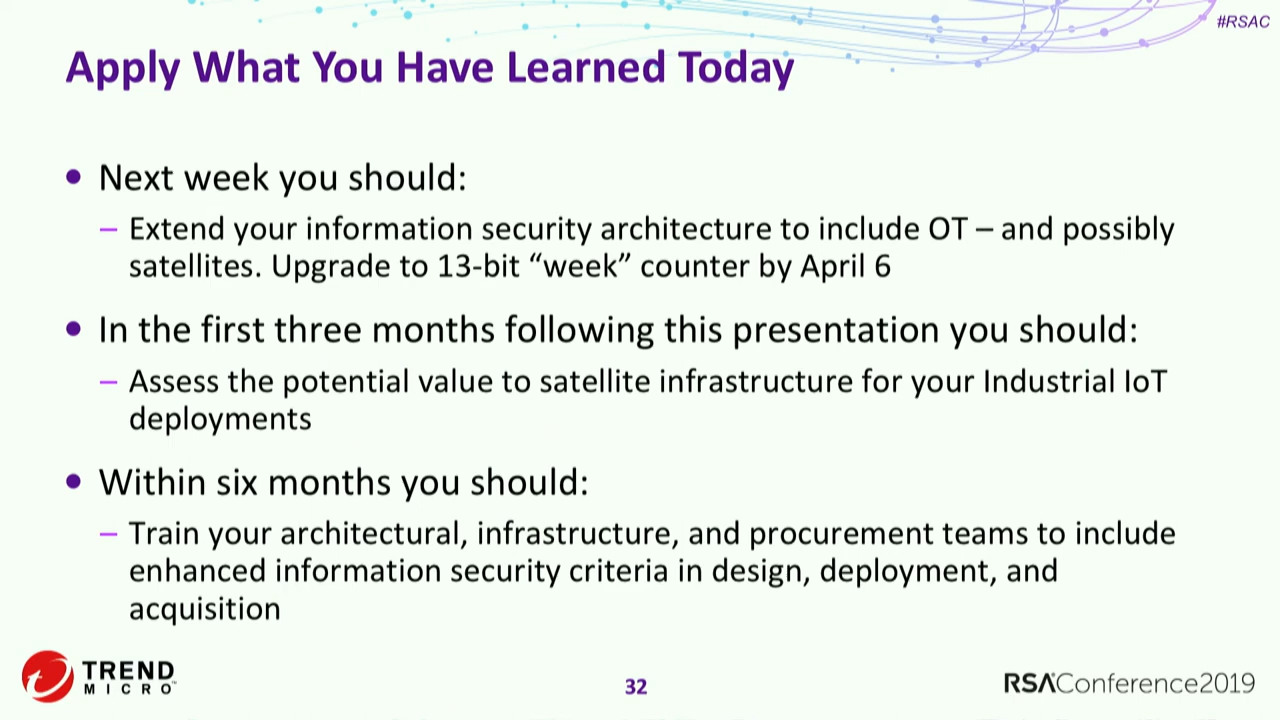 #RSAC
Apply What You Have Learned Today
• Next week you should:
– Extend your information security architecture to include OT – and possibly
satellites. Upgrade to 13-bit “week” counter by April 6
• In the first three months following this presentation you should:
– Assess the potential value to satellite infrastructure for your Industrial IoT
deployments
• Within six months you should:
– Train your architectural, infrastructure, and procurement teams to include
enhanced information security criteria in design, deployment, and
acquisition
TREND
MICRO™
32
RSAConference2019